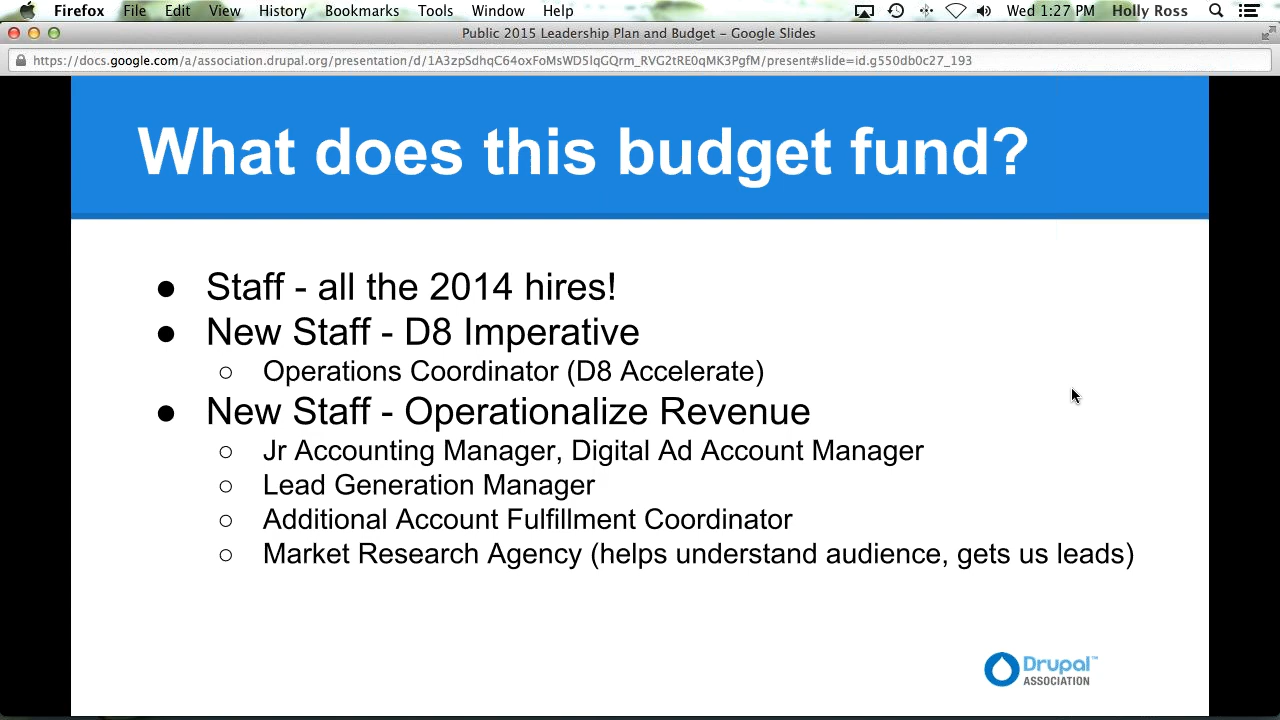 Firefox File Edit View History Bookmarks Tools Window Help Wed 1:27 PM Holly Ross
Public 2015 Leadership Plan and Budget – Google Slides
https://docs.google.com/a/association.drupal.org/presentation/d/1A3zpSdhqC64oxFoMsWD5lqGQrm_RVG2tRE0qMK3PgfM/present#slide=id.g550db0c27_193
What does this budget fund?
● Staff - all the 2014 hires!
● New Staff - D8 Imperative
○ Operations Coordinator (D8 Accelerate)
● New Staff - Operationalize Revenue
○ Jr Accounting Manager, Digital Ad Account Manager
○ Lead Generation Manager
○ Additional Account Fulfillment Coordinator
○ Market Research Agency (helps understand audience, gets us leads)
Drupal™
ASSOCIATION